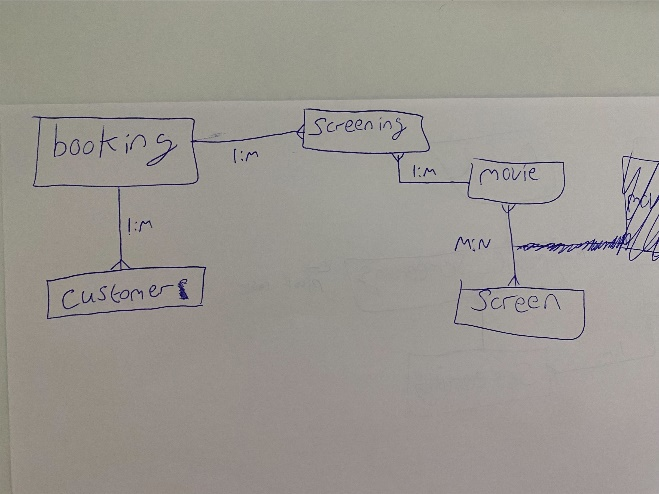 booking
1:M
Screening
1:M
movie
1:M
M:N
customer
Screen